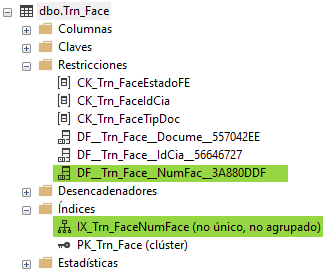 dbo.Trn_Face
Columnas
Claves
Restricciones
CK_Trn_FaceEstadoFE
CK_Trn_FaceIdCia
CK_Trn_FaceTipDoc
DF__Trn_Face__Docume__557042EE
DF__Trn_Face__IdCia__56646727
DF__Trn_Face__NumFac__3A880DDF
Desencadenadores
Índices
IX_Trn_FaceNumFace (no único, no agrupado)
PK_Trn_Face (clúster)
Estadísticas